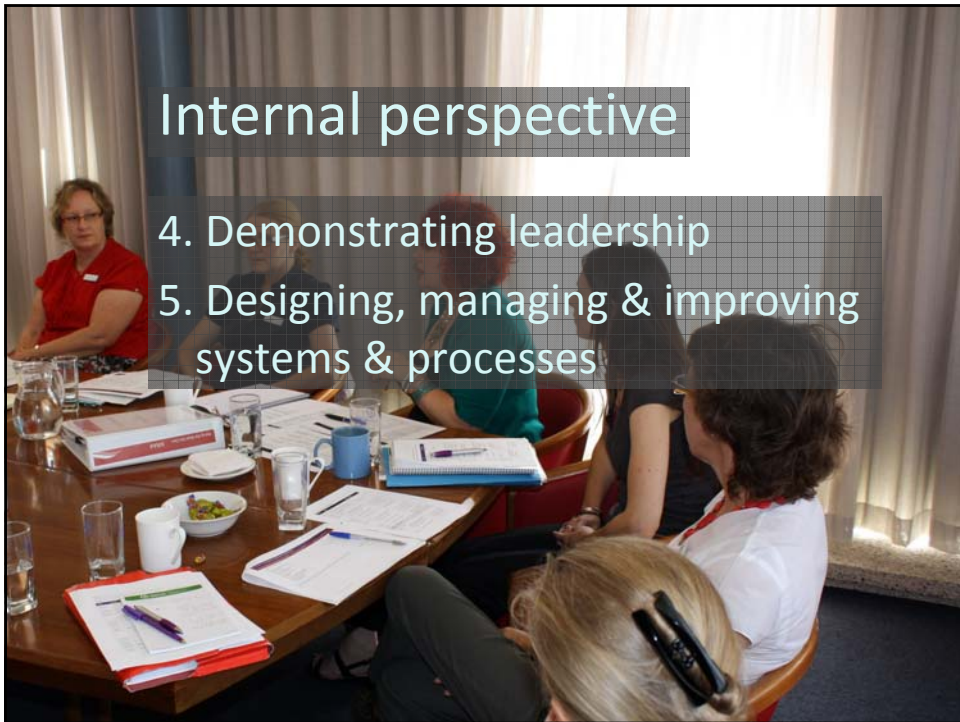 Internal perspective
4. Demonstrating leadership
5. Designing, managing & improving
systems & processes